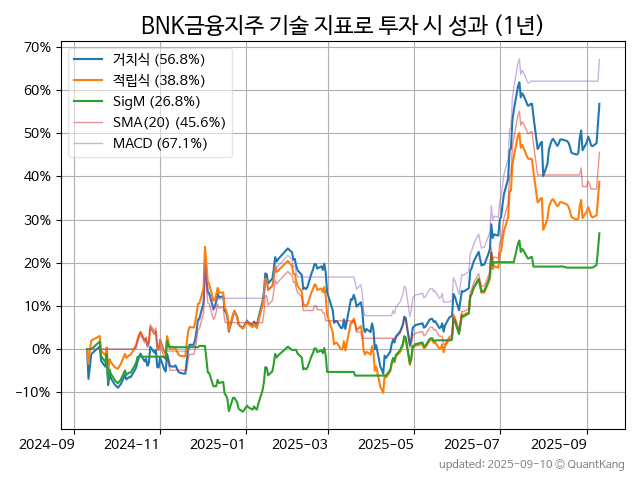 BNK금융지주 기술 지표로 투자 시 성과 (1년)
70%
60%
50%
40%
30%
20%
10%
0%
−10%
거치식 (56.8%)
적립식 (38.8%)
SigM (26.8%)
SMA(20) (45.6%)
MACD (67.1%)
2024-09 2024-11 2025-01 2025-03 2025-05 2025-07 2025-09
updated: 2025-09-10 © QuantKang